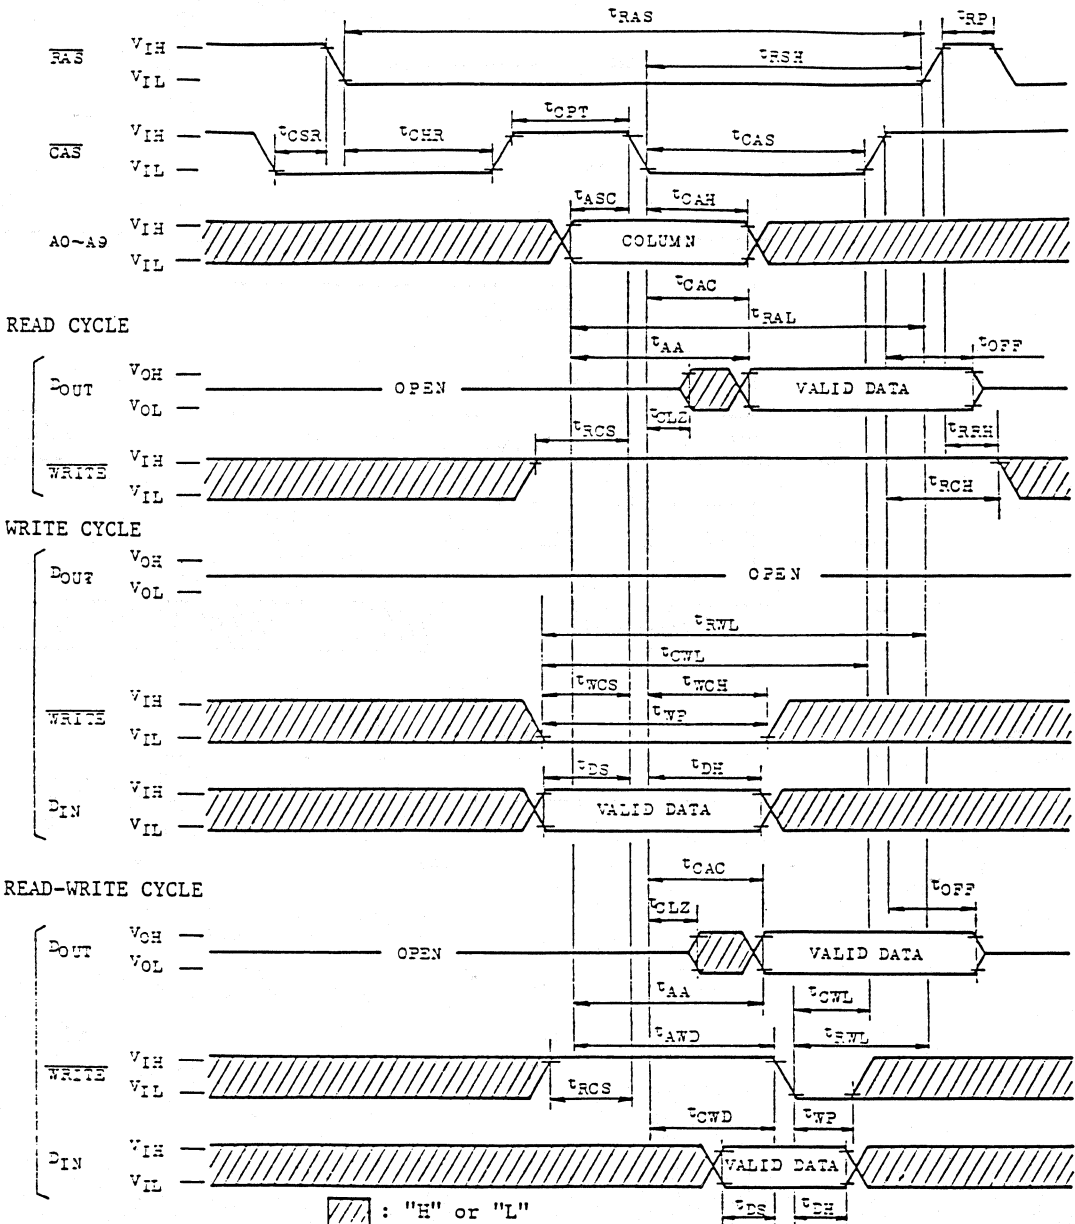 tRAS tRP
RAS VIH
VIL
tRSH
tCPT
CAS VIH
VIL
tCSR tCHR tCAS
tASC tCAH
A0~A9 VIH
VIL
COLUMN
tCAC
tRAL
READ CYCLE
tAA tOFF
DOUT VOH
VOL
OPEN VALID DATA
tCLZ
tRCS tRRH
WRITE VIH
VIL
tRCH
WRITE CYCLE
DOUT VOH
VOL
OPEN
tRWL
tCWL
tWCS tWCH
WRITE VIH
VIL
tWP
tDS tDH
DIN VIH
VIL
VALID DATA
tCAC
READ-WRITE CYCLE
tCLZ tOFF
DOUT VOH
VOL
OPEN VALID DATA
tAA tCWL
tAWD tRWL
WRITE VIH
VIL
tRCS
tCWD tWP
DIN VIH
VIL
VALID DATA
tDS tDH
: "H" or "L"